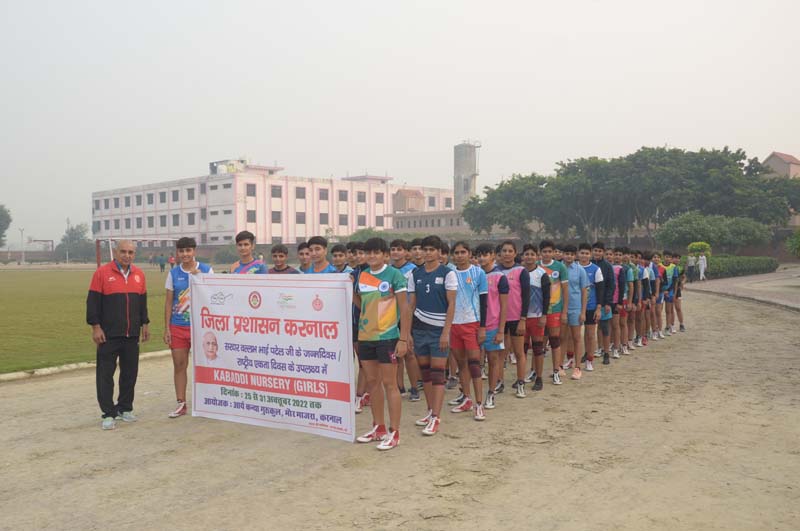 जिला प्रशासन करनाल
सरदार वल्लभ भाई पटेल जी के जन्मदिवस/
राष्ट्रीय एकता दिवस के उपलक्ष्य में
KABADDI NURSERY (GIRLS)
दिनांक : 25 से 31 अक्तूबर 2022 तक
आयोजक : आर्य कन्या गुरुकुल, मोर माजरा, करनाल
3